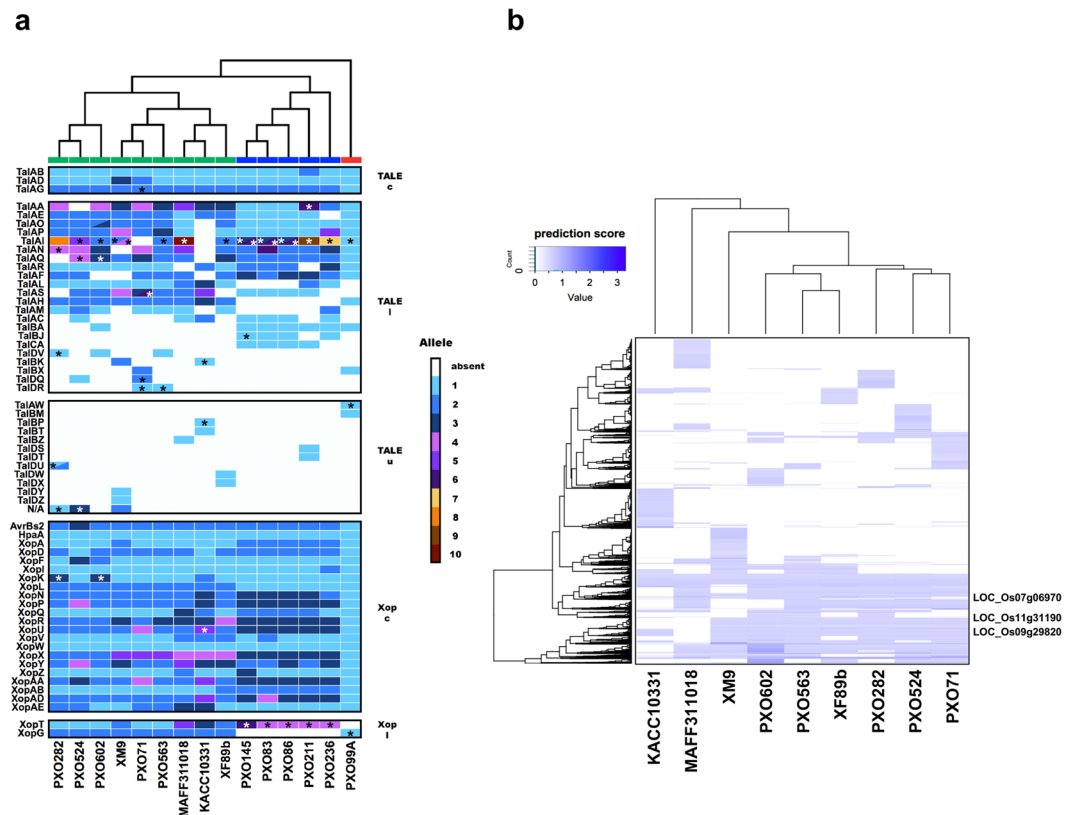 a
b
TalAB
TalAD
TalAG
TALE
c
TalAA
TalAE
TalAO
TalAP
TalAI
TalAN
TalAQ
TalAR
TalAF
TalAL
TalAS
TalAH
TalAM
TalAC
TalBA
TalBJ
TalCA
TalDV
TalBK
TalBX
TalDQ
TalDR
TALE
l
TalAW
TalBM
TalBP
TalBT
TalBZ
TalDS
TalDT
TalDU
TalDW
TalDX
TalDY
TalDZ
N/A
TALE
u
AvrBs2
HpaA
XopA
XopD
XopF
XopI
XopK
XopL
XopN
XopP
XopQ
XopR
XopU
XopV
XopW
XopX
XopY
XopZ
XopAA
XopAB
XopAD
XopAE
Xop
c
XopT
XopG
Xop
l
PXO282
PXO524
PXO602
XM9
PXO71
PXO563
MAFF311018
KACC10331
XF89b
PXO145
PXO83
PXO86
PXO211
PXO236
PXO99A
Allele
absent
1
2
3
4
5
6
7
8
9
10
prediction score
Count
0
0 1 2 3
Value
LOC_Os07g06970
LOC_Os11g31190
LOC_Os09g29820
KACC10331
MAFF311018
XM9
PXO602
PXO563
XF89b
PXO282
PXO524
PXO71